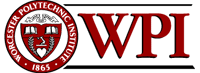 WORCESTER POLYTECHNIC INSTITUTE
· 1865 ·
WPI